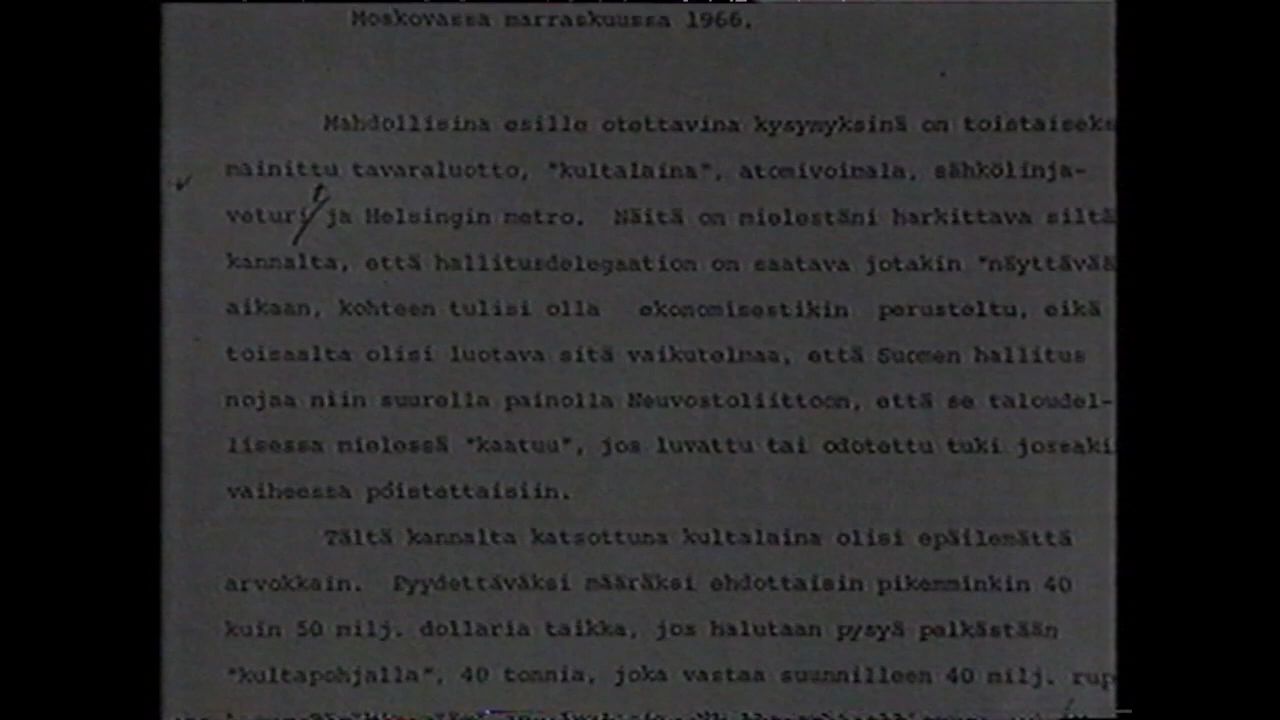 Moskovassa marraskuussa 1966.
Mahdollisina esille otettavina kysymyksinä on toistaiseks
mainittu tavaraluotto, "kultalaina", atomivoimala, sähkölinja-
veturit ja Helsingin metro. Näitä on mielestäni harkittava siltä
kannalta, että hallitusdelegaation on saatava jotakin "näyttävää
aikaan, kohteen tulisi olla ekonomisestikin perusteltu, eikä
toisaalta olisi luotava sitä vaikutelmaa, että Suomen hallitus
nojaa niin suurella painolla Neuvostoliittoon, että se taloudel-
lisessa mielessä "kaatuu", jos luvattu tai odotettu tuki jossaki
vaiheessa poistettaisiin.
Tältä kannalta katsottuna kultalaina olisi epäilemättä
arvokkain. Pyydettäväksi määräksi ehdottaisin pikemminkin 40
kuin 50 milj. dollaria taikka, jos halutaan pysyä pelkästään
"kultapohjalla", 40 tonnia, joka vastaa suunnilleen 40 milj. rup